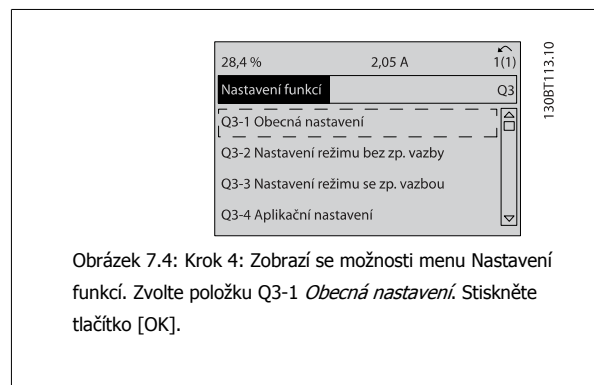 28,4 % 2,05 A 1(1)
Nastavení funkcí Q3
Q3-1 Obecná nastavení
Q3-2 Nastavení režimu bez zp. vazby
Q3-3 Nastavení režimu se zp. vazbou
Q3-4 Aplikační nastavení
130BT113.10
Obrázek 7.4: Krok 4: Zobrazí se možnosti menu Nastavení
funkcí. Zvolte položku Q3-1 Obecná nastavení. Stiskněte
tlačítko [OK].